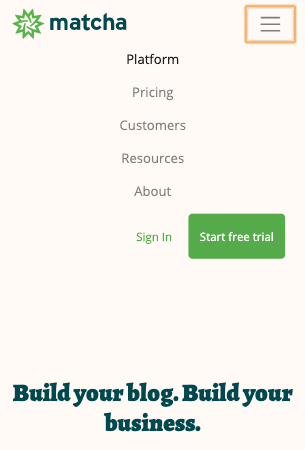 matcha
Platform
Pricing
Customers
Resources
About
Sign In
Start free trial
Build your blog. Build your
business.